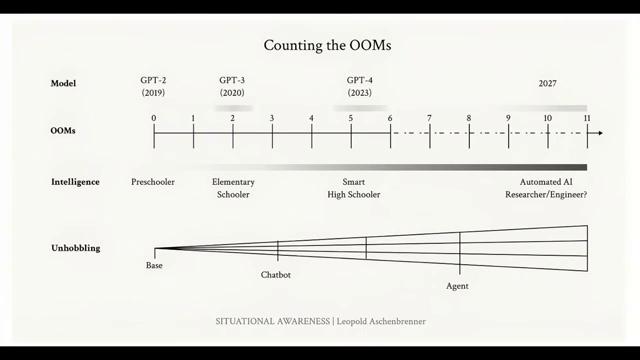 Counting the OOMs
Model
GPT-2
(2019)
GPT-3
(2020)
GPT-4
(2023)
2027
OOMs
0 1 2 3 4 5 6 7 8 9 10 11
Intelligence
Preschooler
Elementary
Schooler
Smart
High Schooler
Automated AI
Researcher/Engineer?
Unhobbling
Base
Chatbot
Agent
SITUATIONAL AWARENESS | Leopold Aschenbrenner